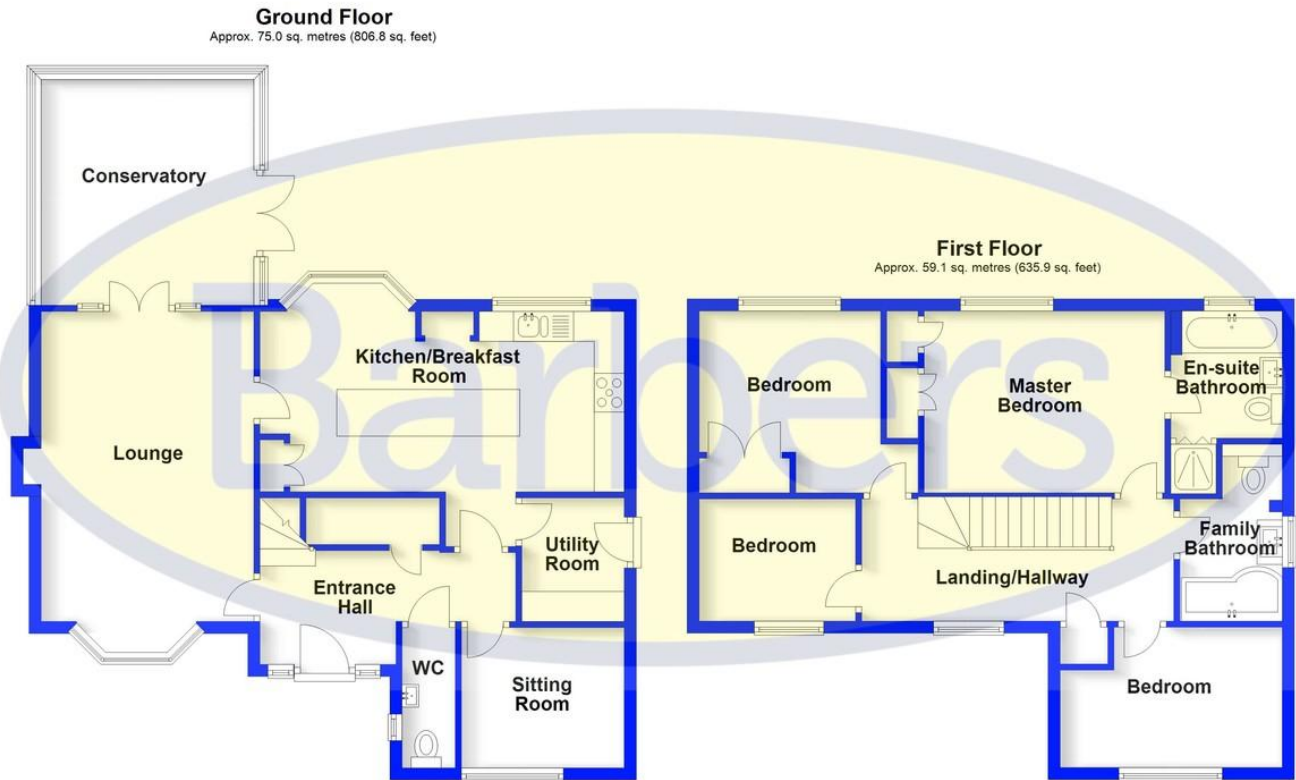 Ground Floor
Approx. 75.0 sq. metres (806.8 sq. feet)
Conservatory
Kitchen/Breakfast
Room
Lounge
Utility
Room
Entrance
Hall
WC
Sitting
Room
First Floor
Approx. 59.1 sq. metres (635.9 sq. feet)
Bedroom
Master
Bedroom
En-suite
Bathroom
Bedroom
Family
Bathroom
Landing/Hallway
Bedroom
Barbers